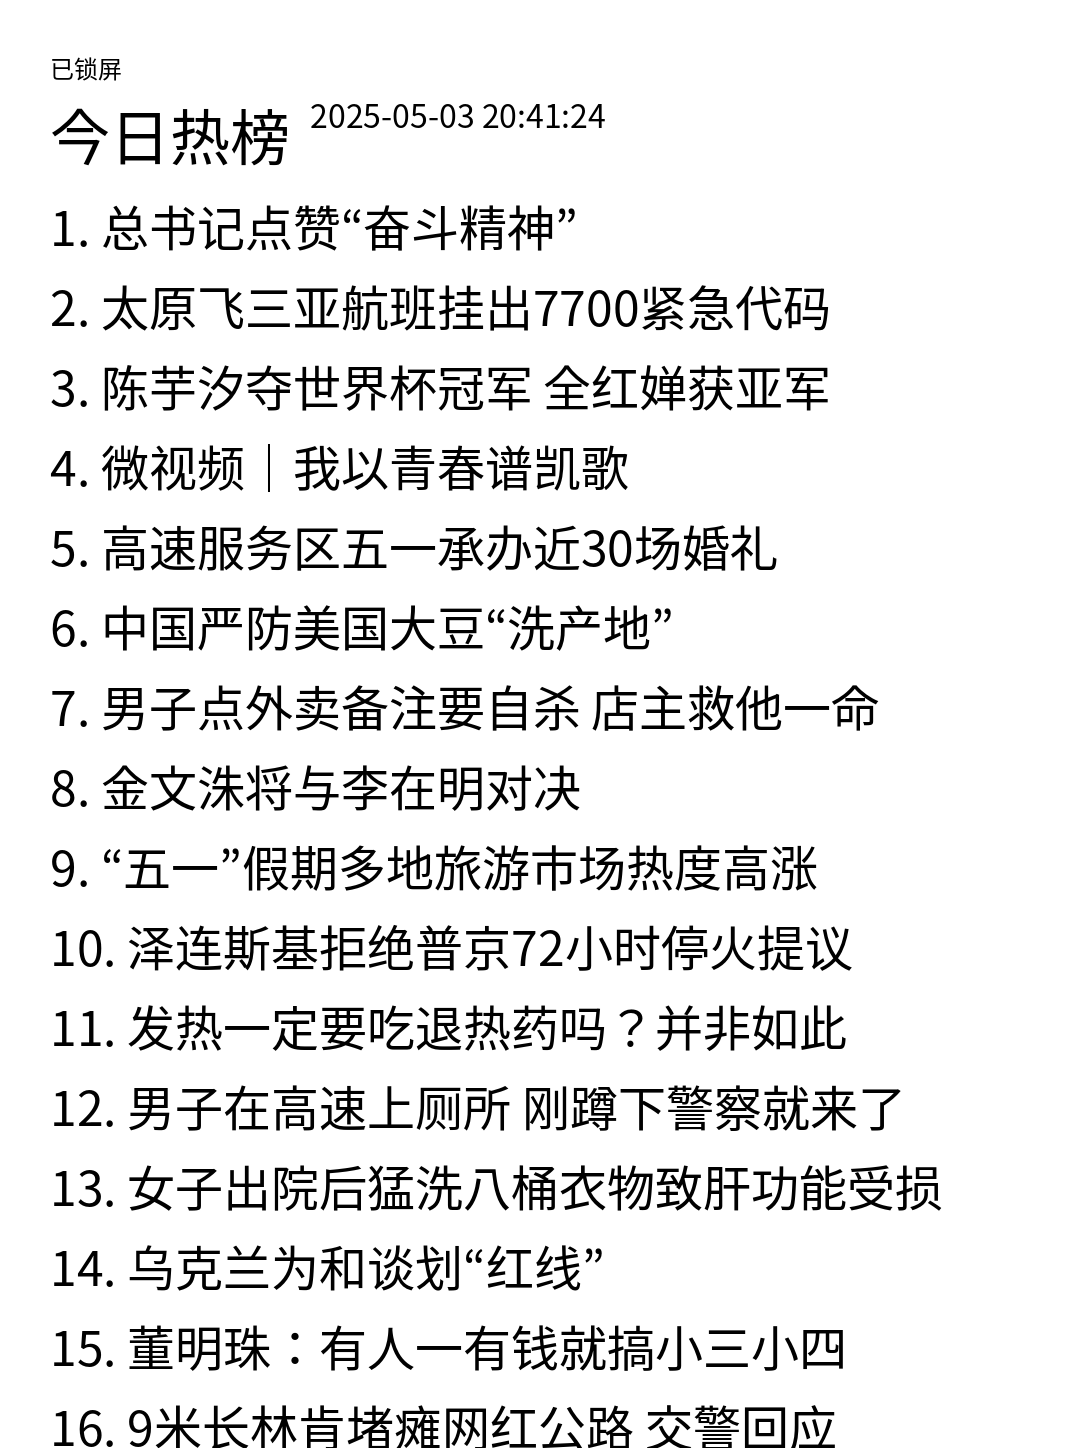 已锁屏
今日热榜 2025-05-03 20:41:24
1. 总书记点赞“奋斗精神”
2. 太原飞三亚航班挂出7700紧急代码
3. 陈芋汐夺世界杯冠军 全红婵获亚军
4. 微视频｜我以青春谱凯歌
5. 高速服务区五一承办近30场婚礼
6. 中国严防美国大豆“洗产地”
7. 男子点外卖备注要自杀 店主救他一命
8. 金文洙将与李在明对决
9. “五一”假期多地旅游市场热度高涨
10. 泽连斯基拒绝普京72小时停火提议
11. 发热一定要吃退热药吗？并非如此
12. 男子在高速上厕所 刚蹲下警察就来了
13. 女子出院后猛洗八桶衣物致肝功能受损
14. 乌克兰为和谈划“红线”
15. 董明珠：有人一有钱就搞小三小四
16. 9米长林肯堵瘫网红公路 交警回应